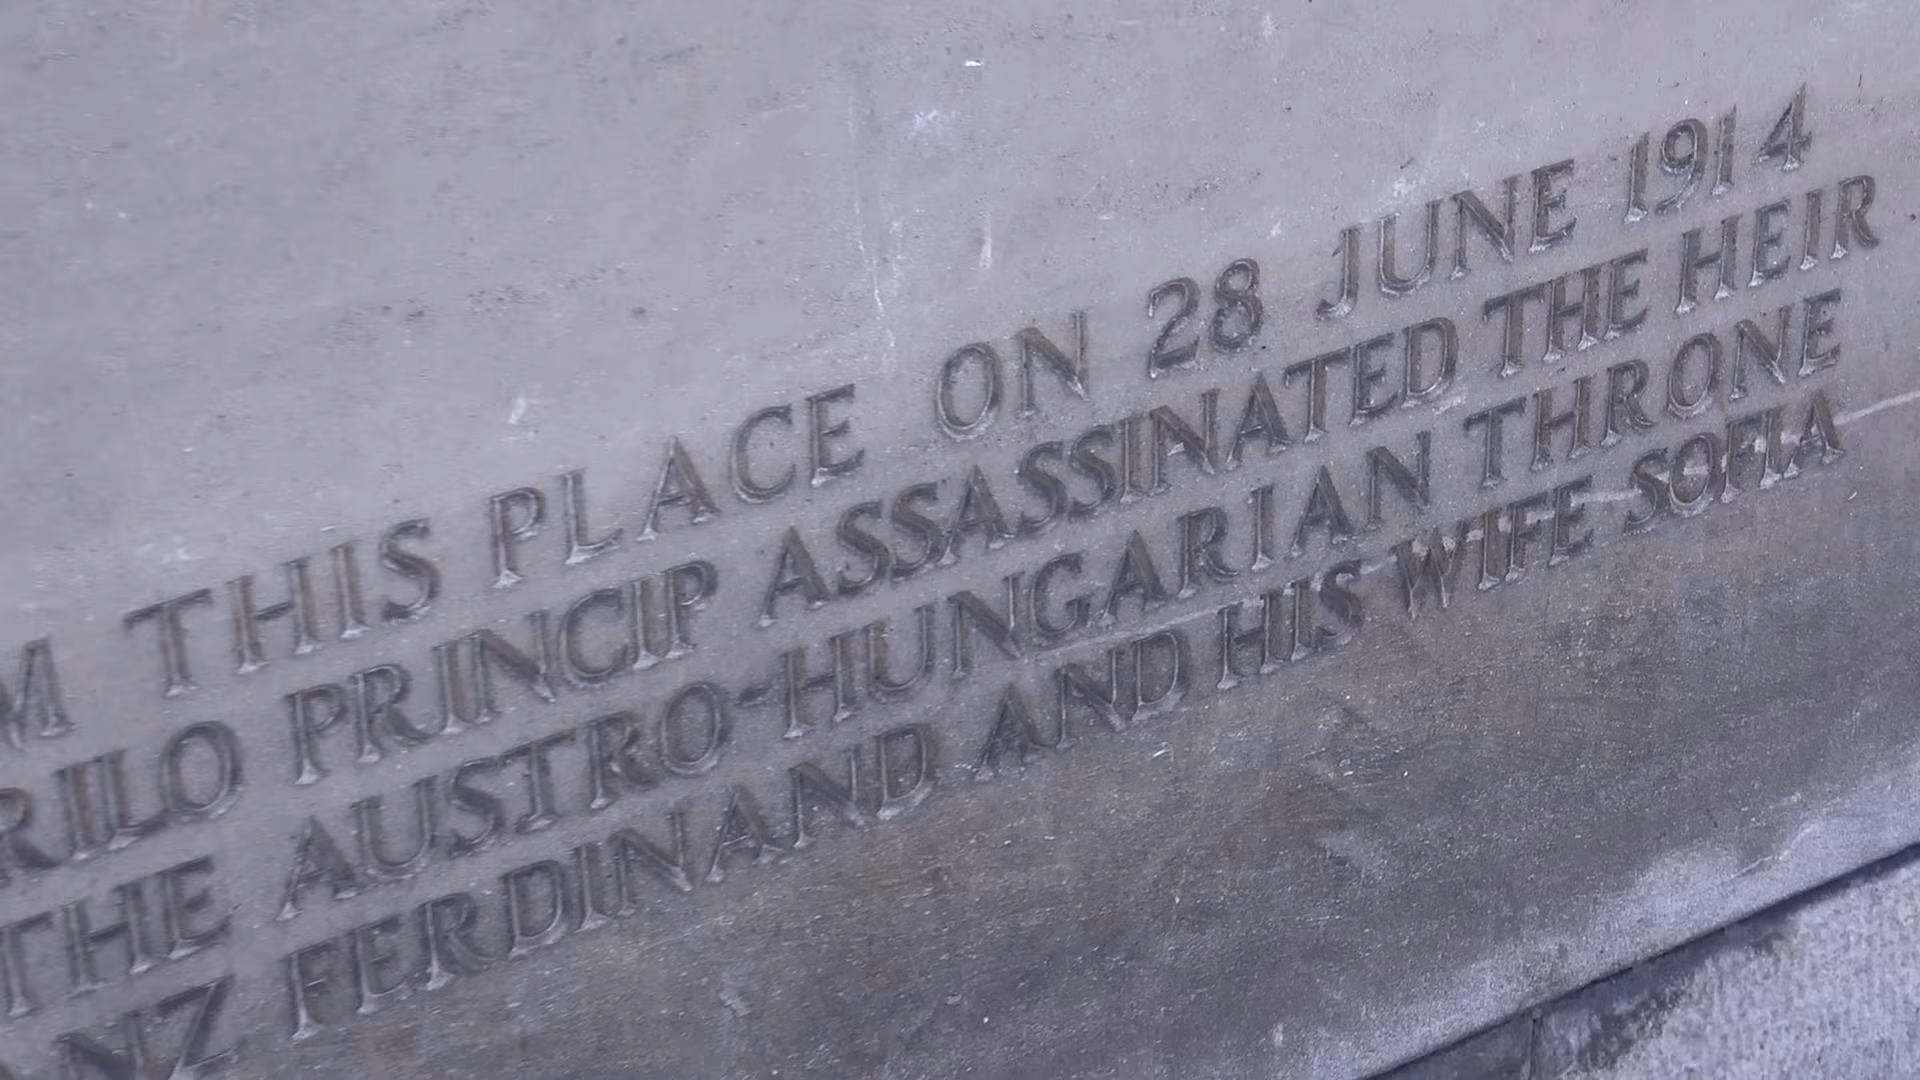 M THIS PLACE ON 28 JUNE 1914
RILO PRINCIP ASSASSINATED THE HEIR
THE AUSTRO-HUNGARIAN THRONE
NZ FERDINAND AND HIS WIFE SOFIA